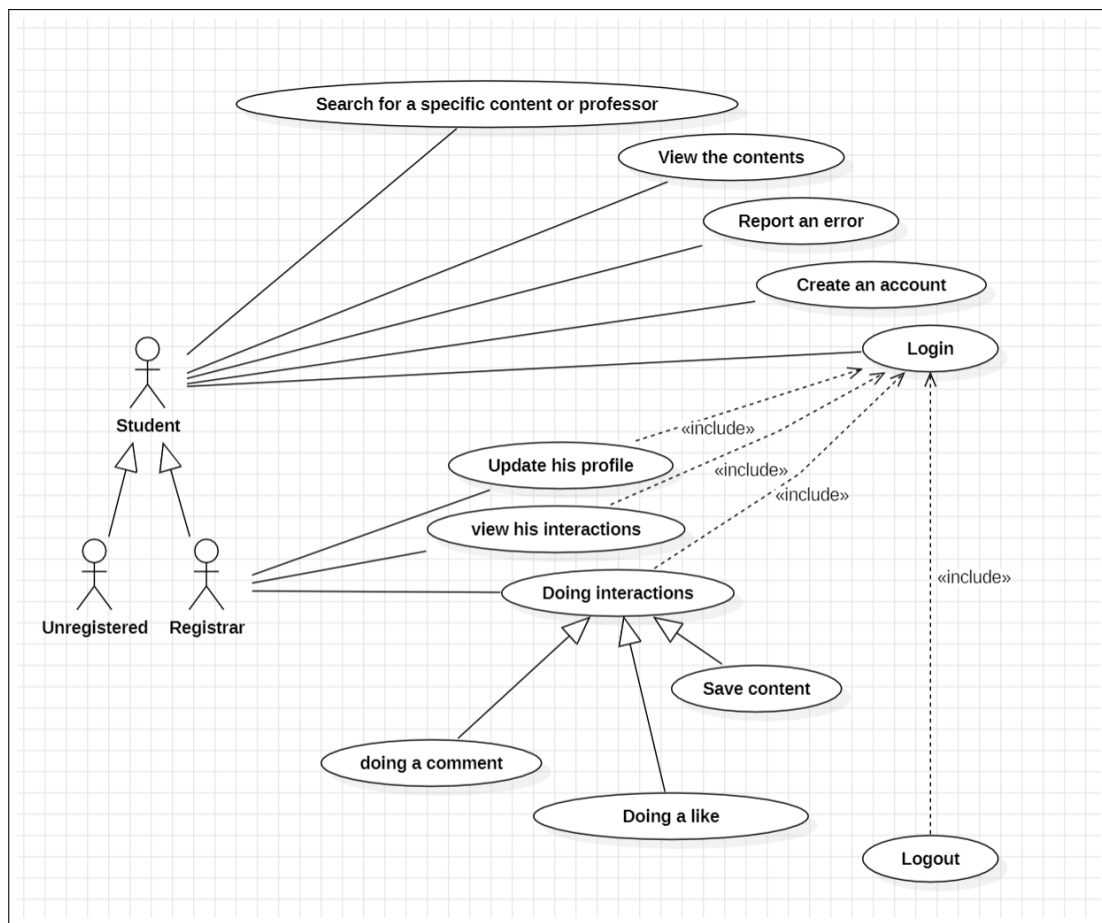 Search for a specific content or professor
View the contents
Report an error
Create an account
Login
Student
«include»
Update his profile
«include»
«include»
view his interactions
«include»
Doing interactions
Unregistered
Registrar
Save content
doing a comment
Doing a like
Logout